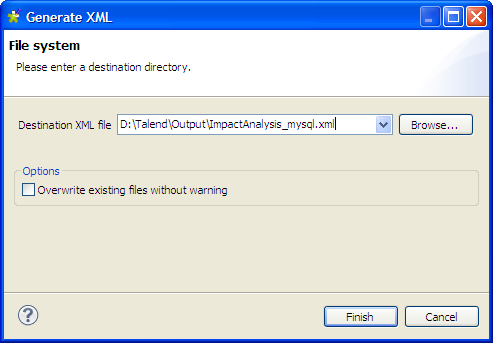 Generate XML
File system
Please enter a destination directory.
Destination XML file D:\Talend\Output\ImpactAnalysis_mysql.xml Browse...
Options
Overwrite existing files without warning
? Finish Cancel